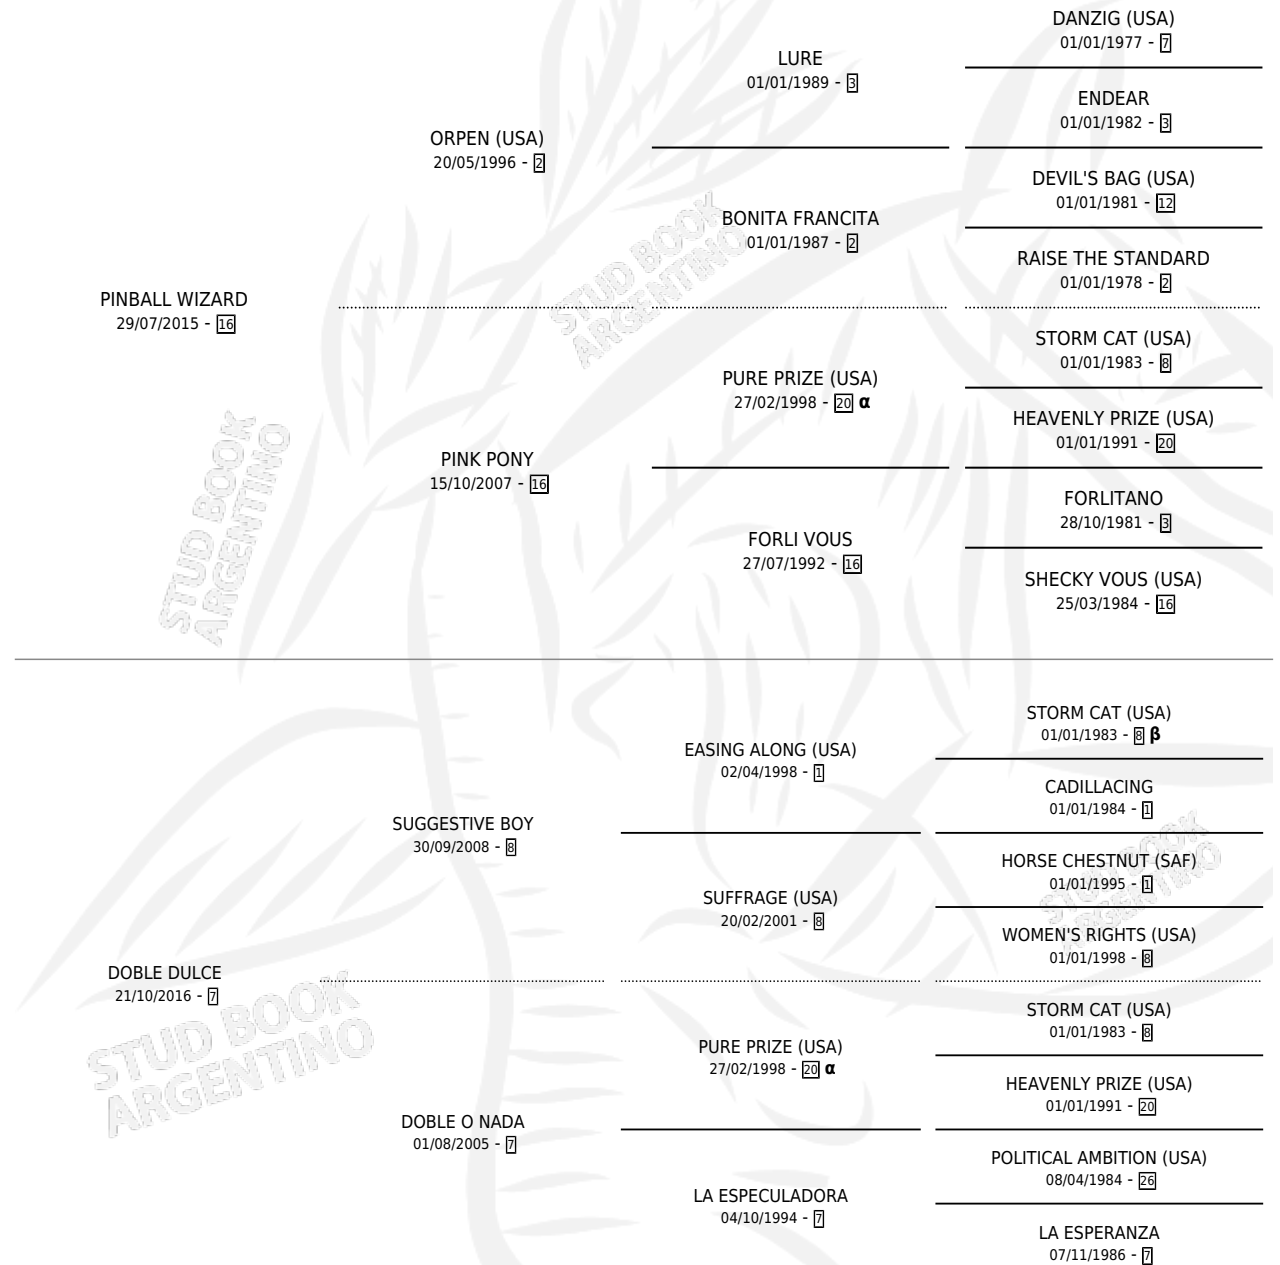 DANZIG (USA)
01/01/1977 - 7
LURE
01/01/1989 - 3
ENDEAR
01/01/1982 - 3
ORPEN (USA)
20/05/1996 - 2
DEVIL'S BAG (USA)
01/01/1981 - 12
BONITA FRANCITA
01/01/1987 - 2
RAISE THE STANDARD
01/01/1978 - 2
STUD BOOK
ARGENTINO
PINBALL WIZARD
29/07/2015 - 16
STORM CAT (USA)
01/01/1983 - 8
PURE PRIZE (USA)
27/02/1998 - 20 α
HEAVENLY PRIZE (USA)
01/01/1991 - 20
PINK PONY
15/10/2007 - 16
FORLITANO
28/10/1981 - 3
FORLI VOUS
27/07/1992 - 16
SHECKY VOUS (USA)
25/03/1984 - 16
STUD BOOK
ARGENTINO
STORM CAT (USA)
01/01/1983 - 8 β
EASING ALONG (USA)
02/04/1998 - 1
CADILLACING
01/01/1984 - 1
SUGGESTIVE BOY
30/09/2008 - 8
HORSE CHESTNUT (SAF)
01/01/1995 - 1
STUD BOOK
ARGENTINO
SUFFRAGE (USA)
20/02/2001 - 8
WOMEN'S RIGHTS (USA)
01/01/1998 - 8
DOBLE DULCE
21/10/2016 - 7
STUD BOOK
ARGENTINO
STORM CAT (USA)
01/01/1983 - 8
PURE PRIZE (USA)
27/02/1998 - 20 α
HEAVENLY PRIZE (USA)
01/01/1991 - 20
DOBLE O NADA
01/08/2005 - 7
POLITICAL AMBITION (USA)
08/04/1984 - 26
LA ESPECULADORA
04/10/1994 - 7
LA ESPERANZA
07/11/1986 - 7